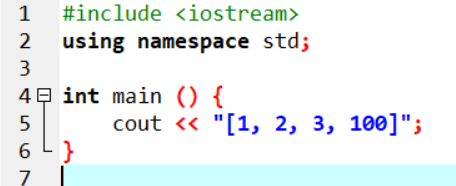 1 #include <iostream>
2 using namespace std;
3
4 int main () {
5     cout << "[1, 2, 3, 100]";
6 }
7